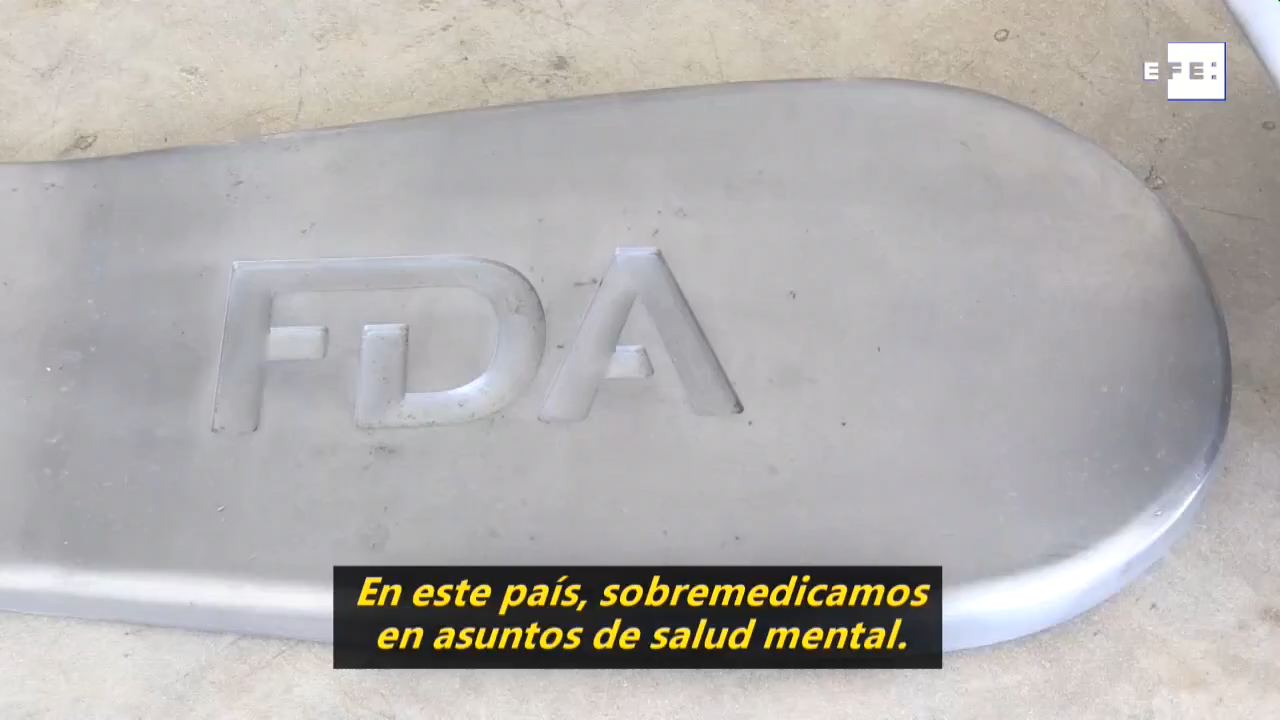 EFE:
FDA
En este país, sobremedicamos
en asuntos de salud mental.